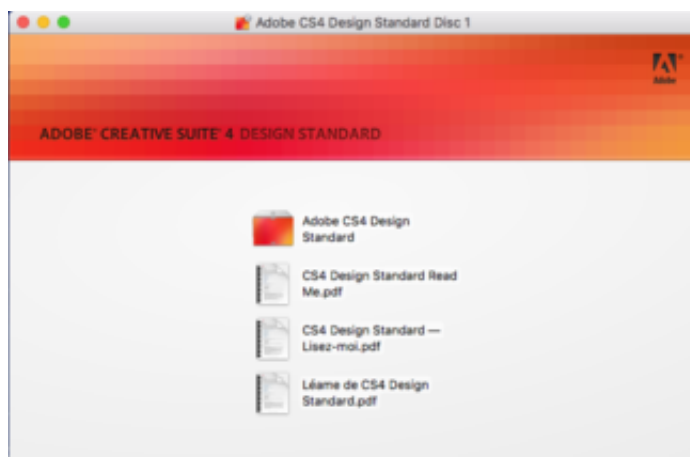 Adobe CS4 Design Standard Disc 1
Adobe
ADOBE® CREATIVE SUITE® 4 DESIGN STANDARD
Adobe CS4 Design
Standard
CS4 Design Standard Read
Me.pdf
CS4 Design Standard —
Lisez-moi.pdf
Léame de CS4 Design
Standard.pdf